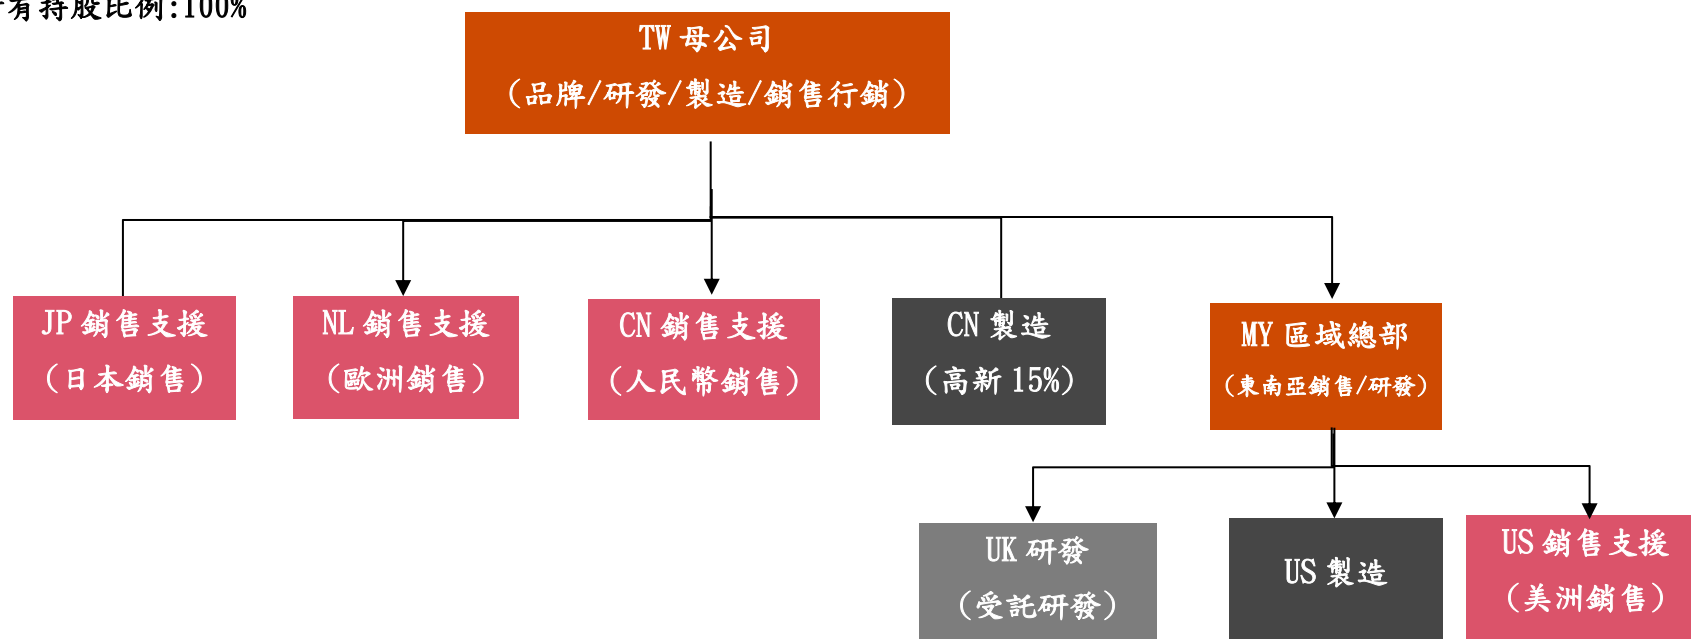 有持股比例:100%
TW 母公司
(品牌/研發/製造/銷售行銷)
JP 銷售支援
(日本銷售)
NL 銷售支援
(歐洲銷售)
CN 銷售支援
(人民幣銷售)
CN 製造
(高新 15%)
MY 區域總部
(東南亞銷售/研發)
UK 研發
(受託研發)
US 製造
US 銷售支援
(美洲銷售)